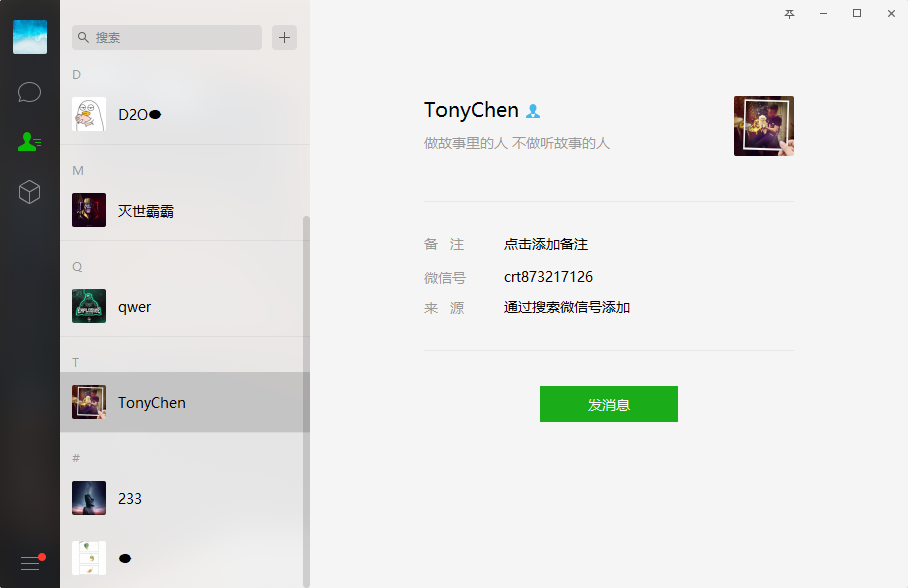 搜索
D
D2O
M
灭世霸霸
Q
qwer
T
TonyChen
#
233
TonyChen
做故事里的人 不做听故事的人
备 注 点击添加备注
微信号 crt873217126
来 源 通过搜索微信号添加
发消息